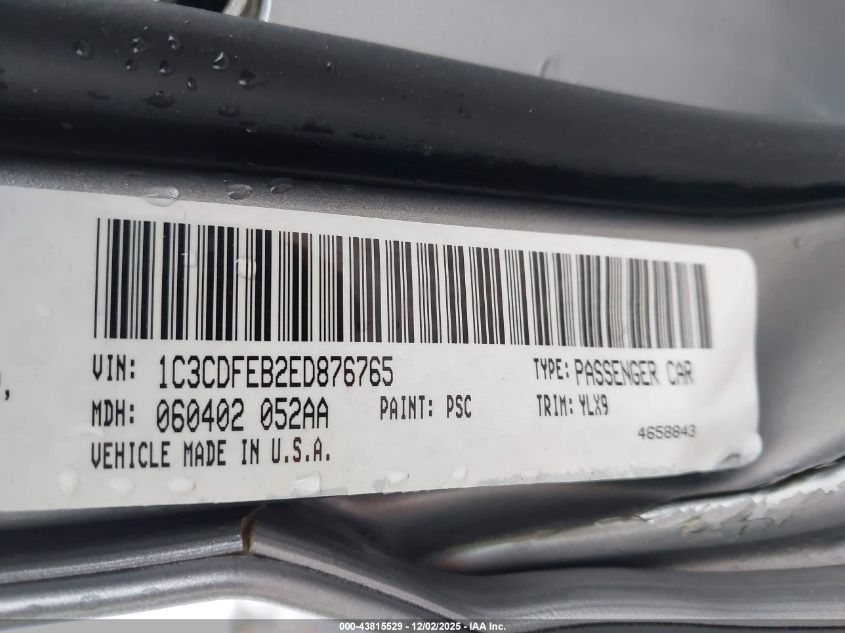 VIN: 1C3CDFEB2ED876765 TYPE: PASSENGER CAR
MDH: 060402 052AA PAINT: PSC TRIM: YLX9
4658843
VEHICLE MADE IN U.S.A.
000-43815529 - 12/02/2025 - IAA Inc.